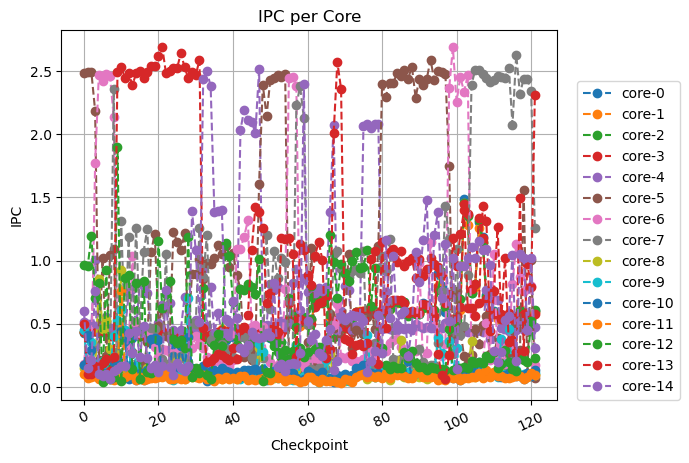 IPC per Core
IPC
2.5
2.0
1.5
1.0
0.5
0.0
0
20
40
60
80
100
120
Checkpoint
core-0
core-1
core-2
core-3
core-4
core-5
core-6
core-7
core-8
core-9
core-10
core-11
core-12
core-13
core-14